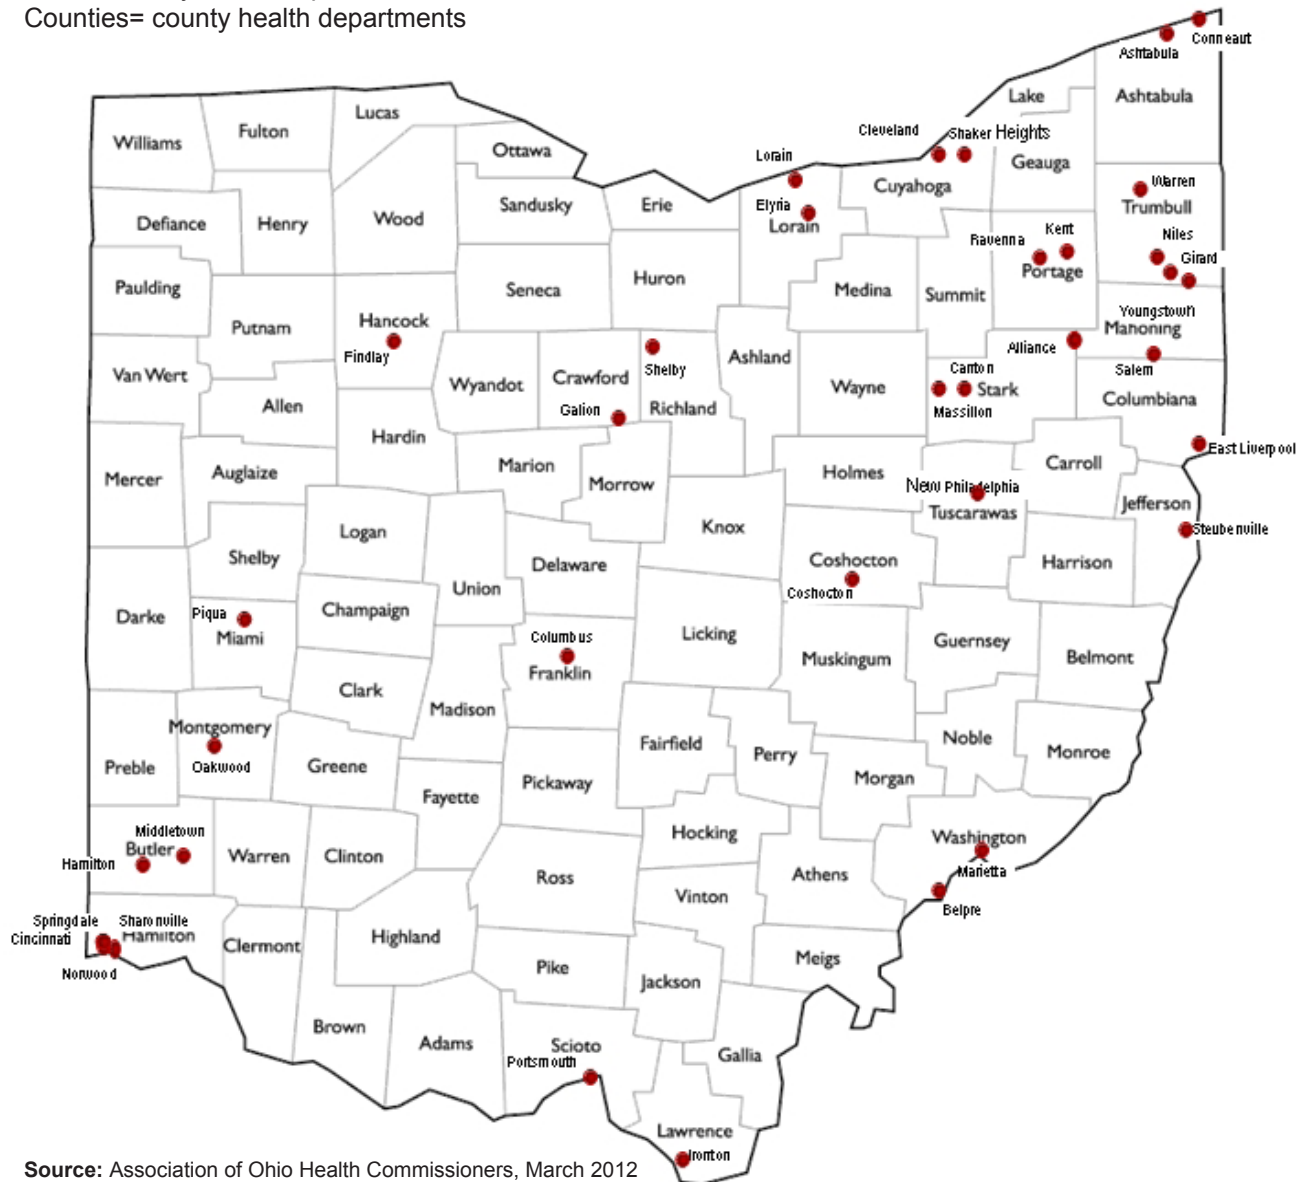 Counties= county health departments
Conneaut
Ashtabula
Lake
Ashtabula
Lucas
Fulton
Williams
Cleveland
Shaker Heights
Ottawa
Lorain
Geauga
Cuyahoga
Warren
Trumbull
Sandusky
Erie
Elyria
Lorain
Defiance
Henry
Wood
Ravenna
Kent
Niles
Girard
Portage
Paulding
Seneca
Huron
Medina
Summit
Youngstown
Mahoning
Putnam
Hancock
Findlay
Ashland
Alliance
Salem
Van Wert
Wyandot
Crawford
Shelby
Wayne
Canton
Stark
Massillon
Columbiana
Allen
Galion
Richland
Hardin
East Liverpool
Mercer
Auglaize
Marion
Morrow
Holmes
Carroll
New Philadelphia
Tuscarawas
Jefferson
Steubenville
Logan
Knox
Shelby
Delaware
Coshocton
Coshocton
Harrison
Union
Darke
Piqua
Miami
Champaign
Columbus
Franklin
Licking
Muskingum
Guernsey
Belmont
Clark
Madison
Montgomery
Oakwood
Preble
Greene
Fairfield
Perry
Noble
Monroe
Pickaway
Morgan
Fayette
Middletown
Butler
Hamilton
Warren
Clinton
Hocking
Washington
Marietta
Ross
Athens
Vinton
Belpre
Springdale
Sharonville
Cincinnati
Hamilton
Norwood
Clermont
Highland
Pike
Jackson
Meigs
Brown
Adams
Scioto
Portsmouth
Gallia
Lawrence
Ironton
Source: Association of Ohio Health Commissioners, March 2012